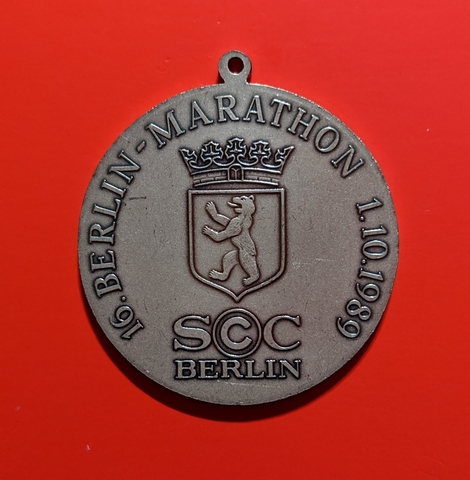 16. BERLIN-MARATHON 1.10.1989
SCC
BERLIN